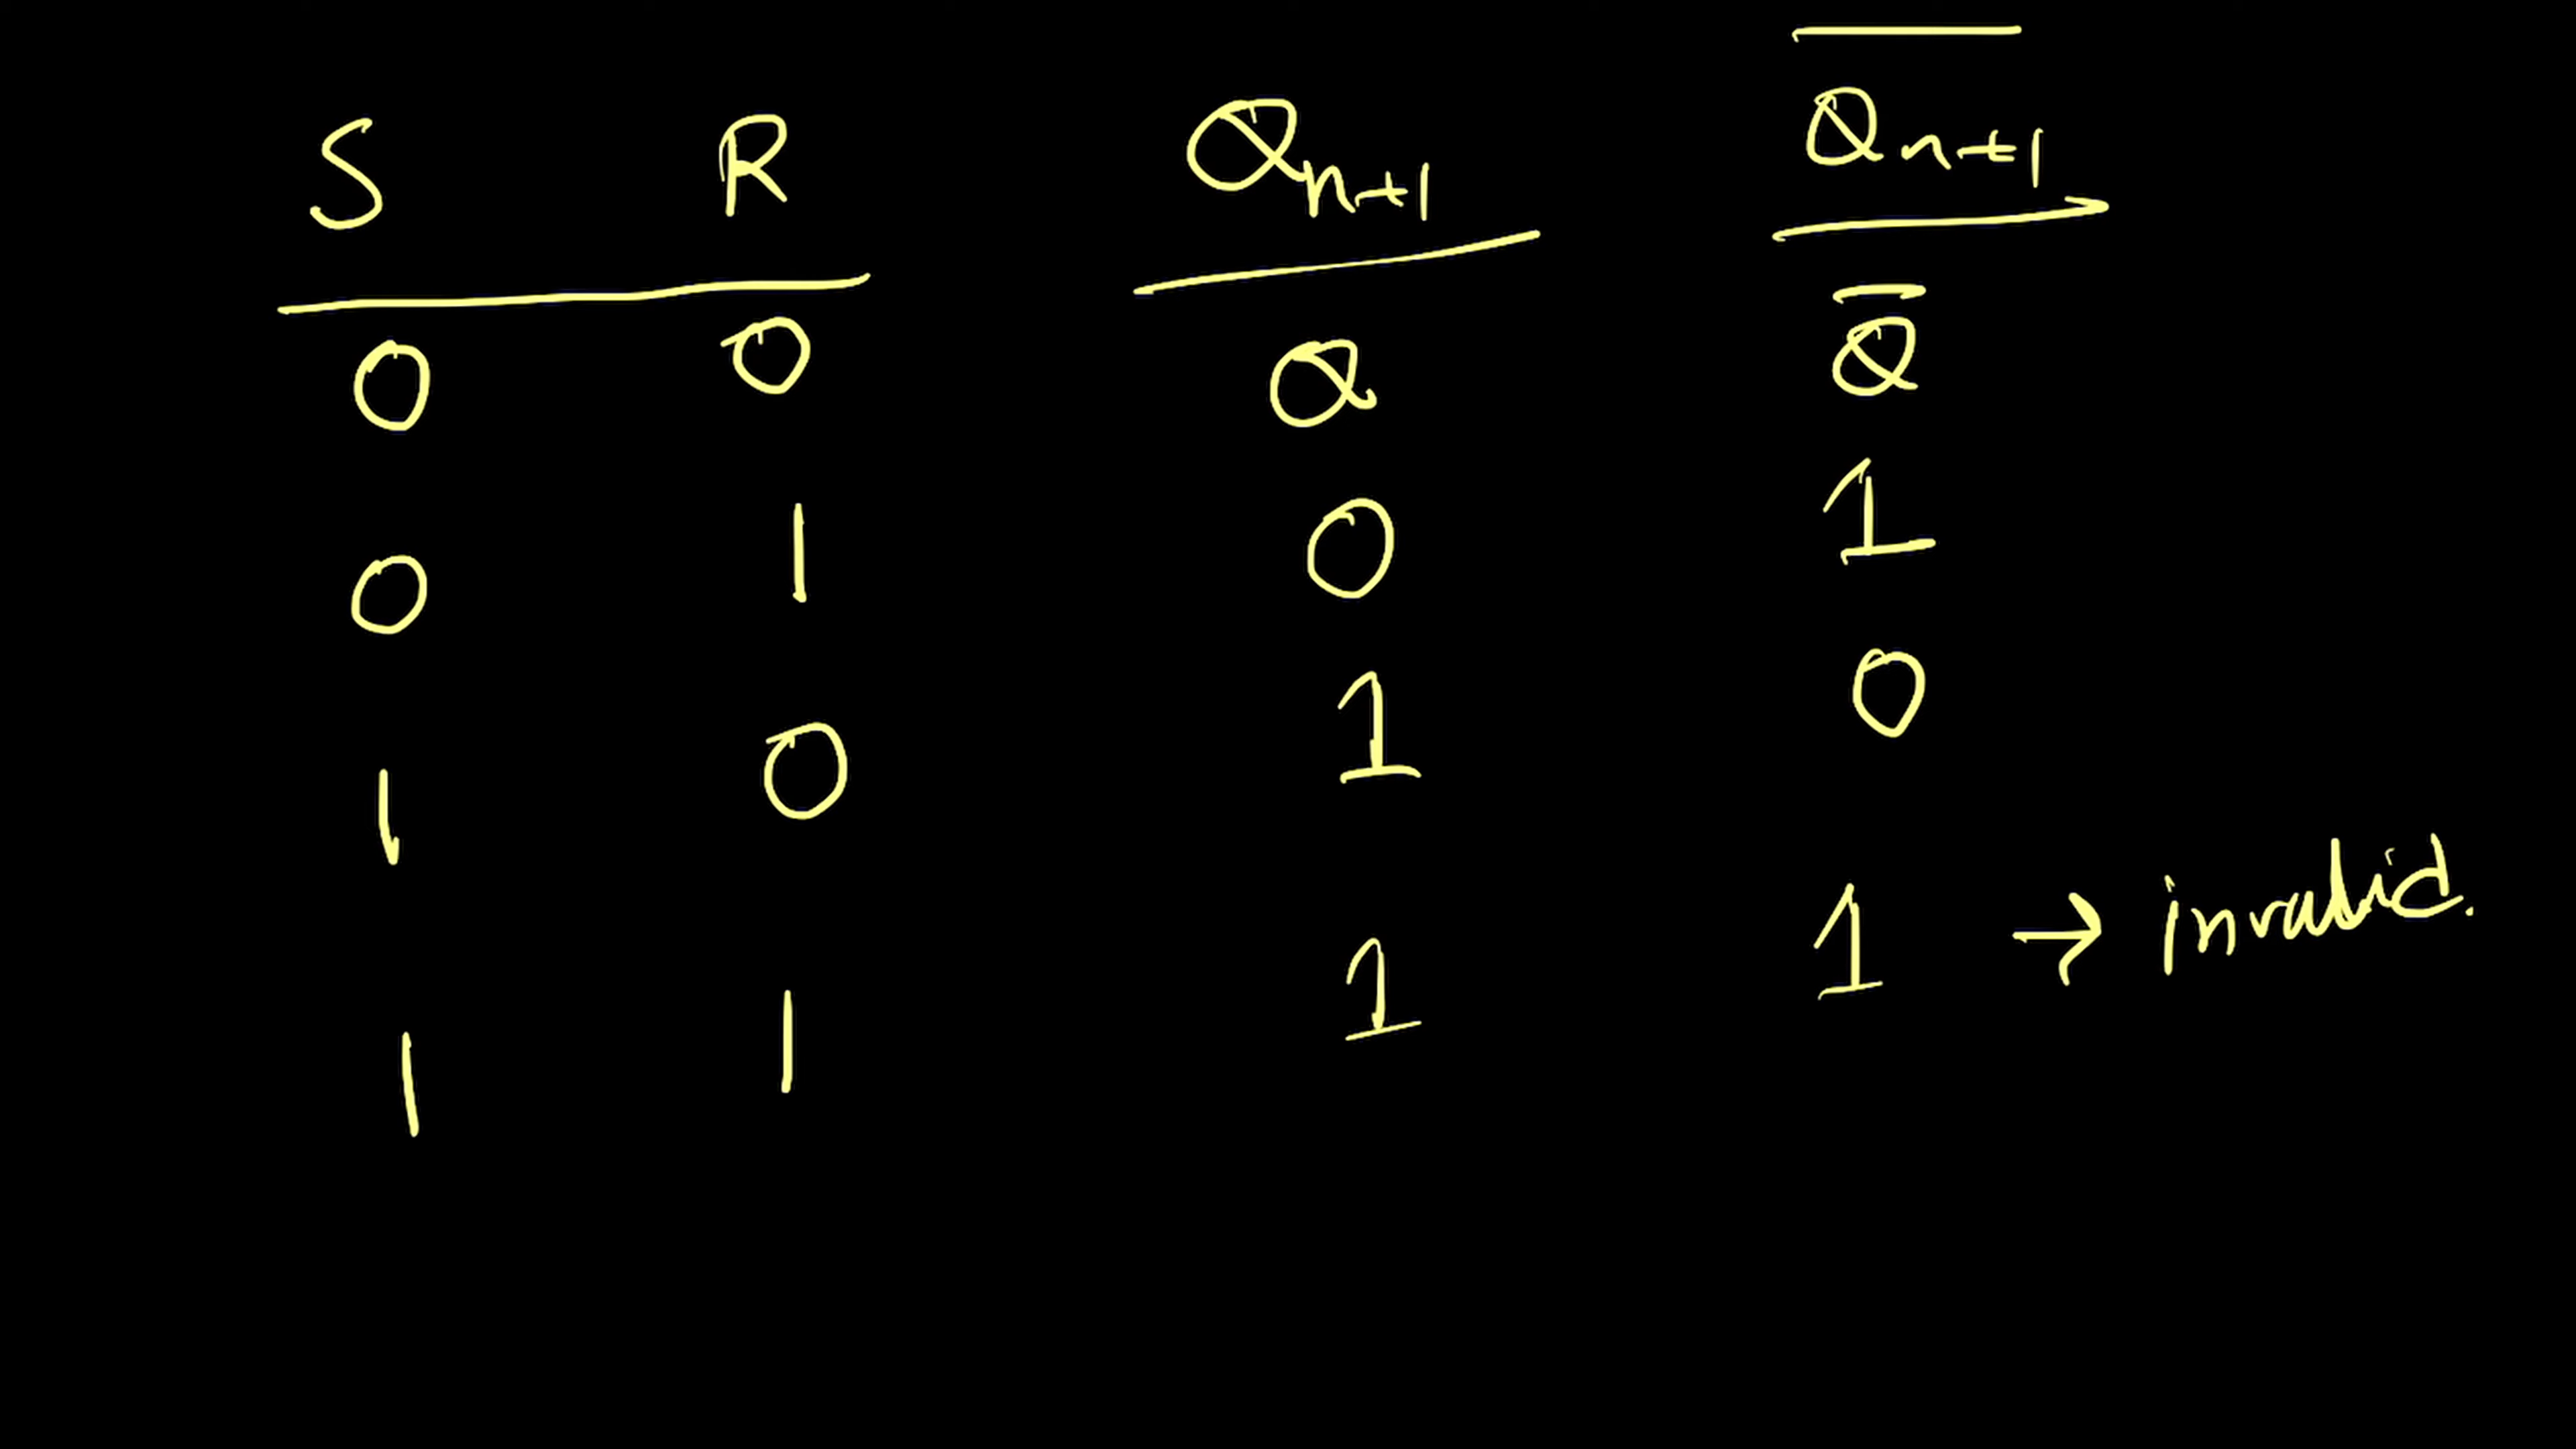 S R Qₙ₊₁ Q̅ₙ₊₁
0 0 Q Q̅
0 1 0 1
1 0 1 0
1 1 1 1 → invalid.